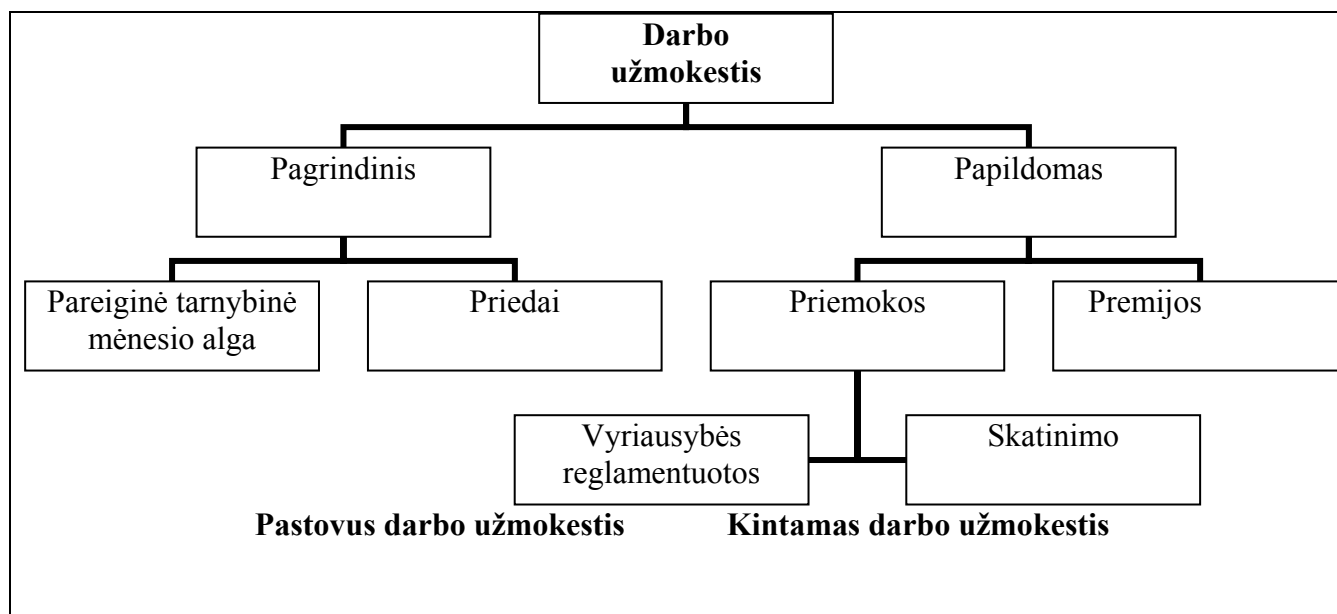 Darbo
užmokestis
Pagrindinis
Papildomas
Pareiginė tarnybinė
mėnesio alga
Priedai
Priemokos
Premijos
Vyriausybės
reglamentuotos
Skatinimo
Pastovus darbo užmokestis
Kintamas darbo užmokestis